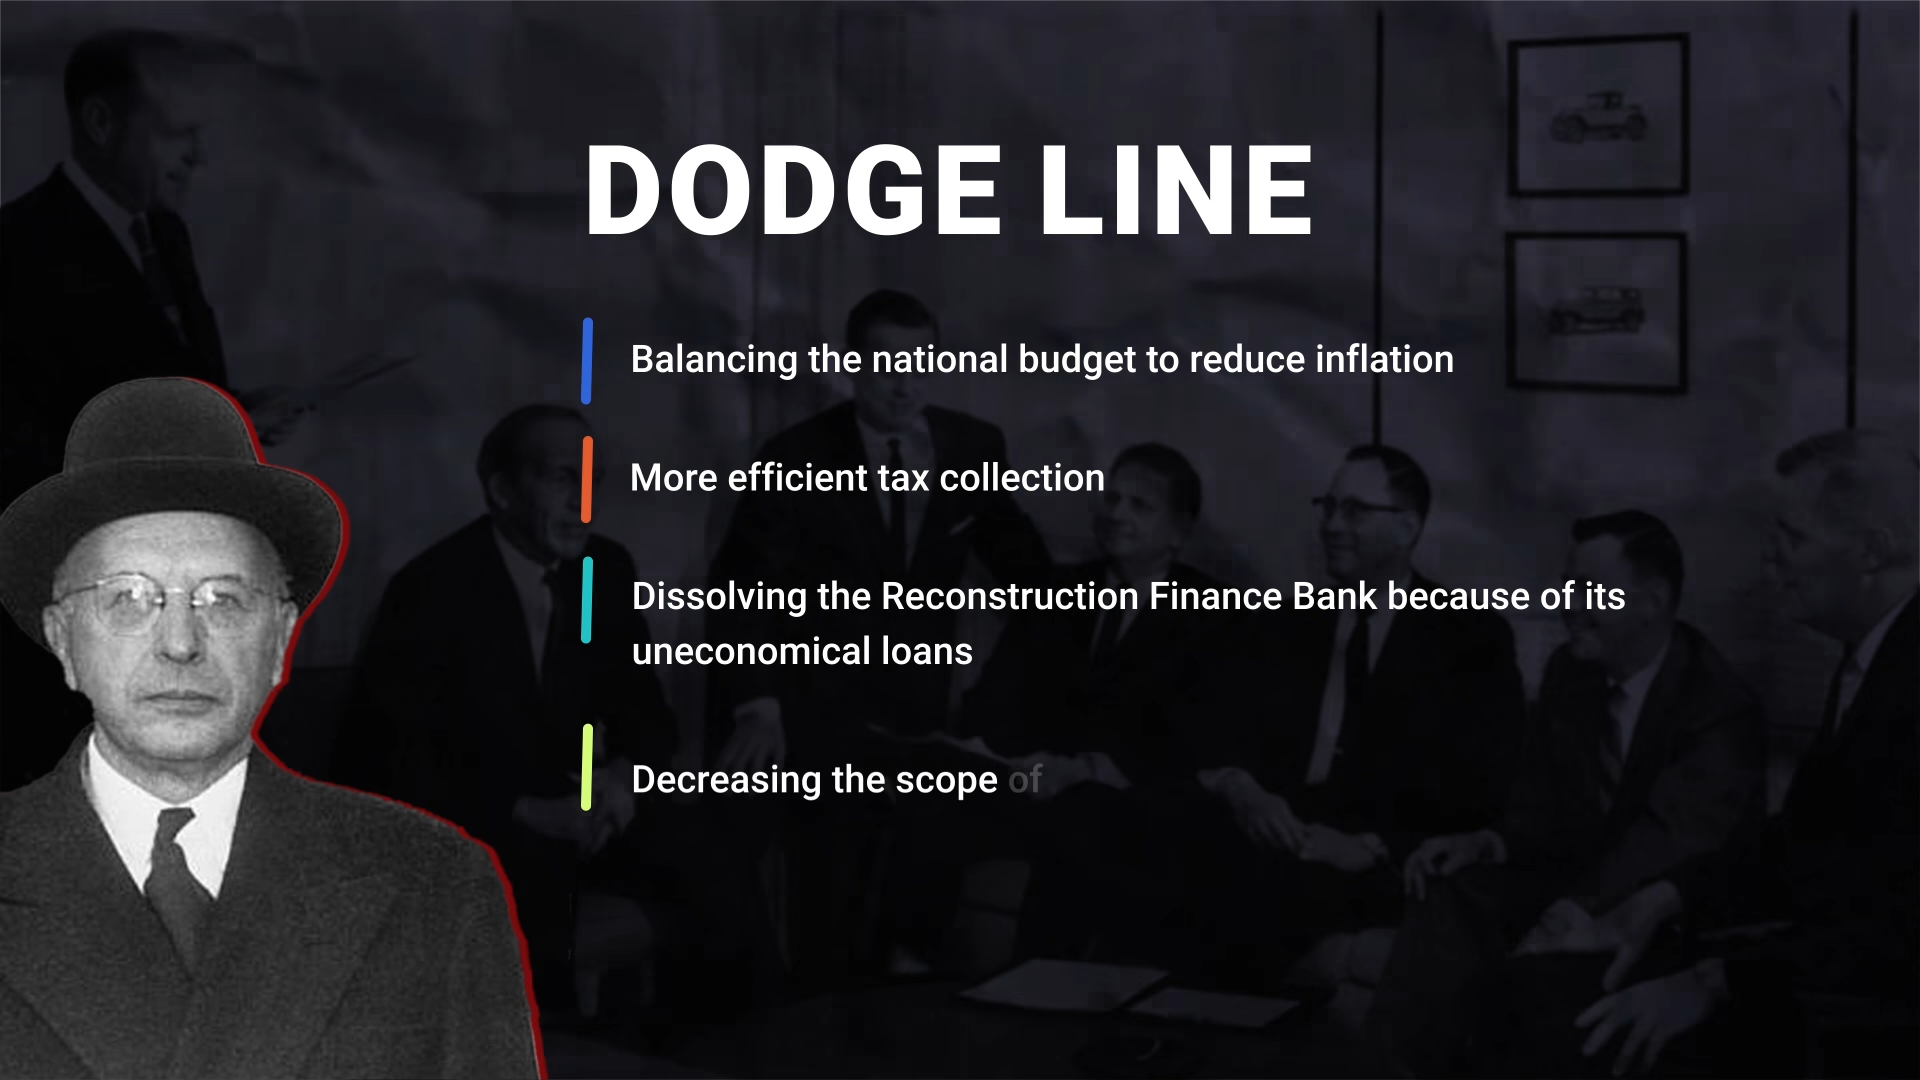 DODGE LINE
Balancing the national budget to reduce inflation
More efficient tax collection
Dissolving the Reconstruction Finance Bank because of its
uneconomical loans
Decreasing the scope of